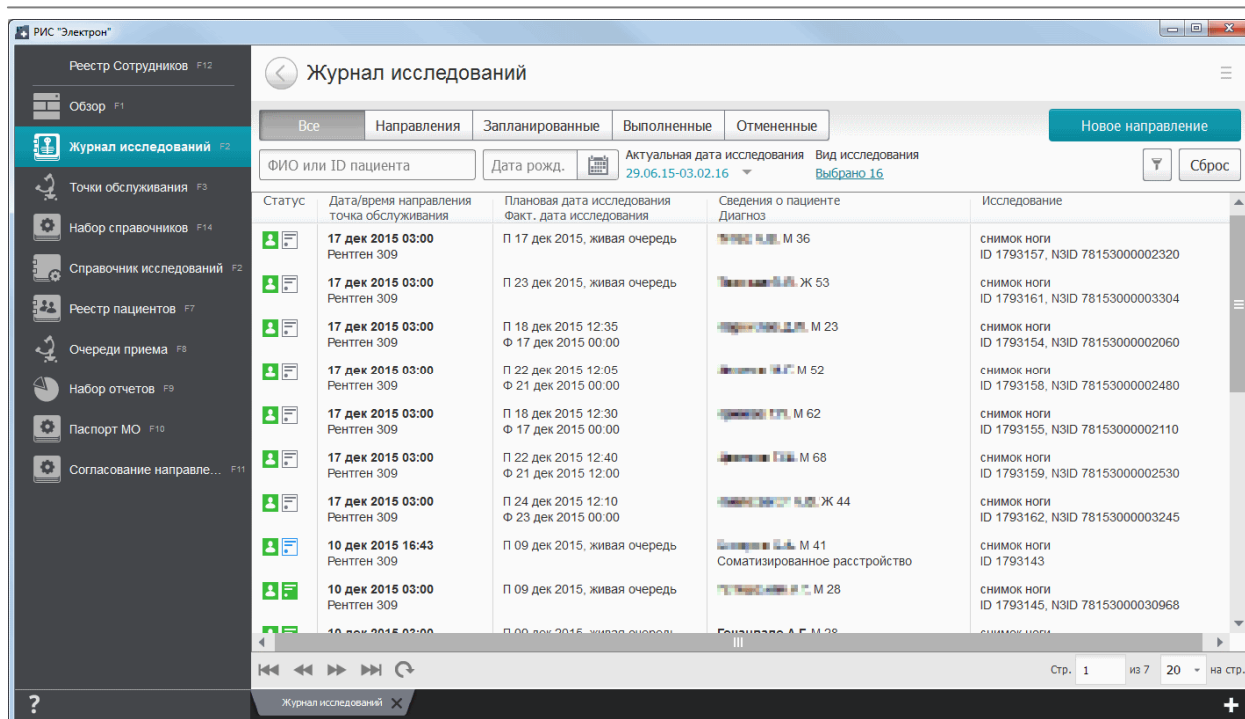 РИС "Электрон"
Реестр Сотрудников F12
Обзор F1
Журнал исследований F2
Точки обслуживания F3
Набор справочников F14
Справочник исследований F2
Реестр пациентов F7
Очереди приема F8
Набор отчетов F9
Паспорт МО F10
Согласование направле... F11
Журнал исследований
Все Направления Запланированные Выполненные Отмененные Новое направление
ФИО или ID пациента Дата рожд. Актуальная дата исследования Вид исследования Сброс
29.06.15-03.02.16 Выбрано 16
Статус Дата/время направления Плановая дата исследования Сведения о пациенте Исследование
точка обслуживания Факт. дата исследования Диагноз
17 дек 2015 03:00 П 17 дек 2015, живая очередь М 36 снимок ноги
Рентген 309 ID 1793157, N3ID 78153000002320
17 дек 2015 03:00 П 23 дек 2015, живая очередь Ж 53 снимок ноги
Рентген 309 ID 1793161, N3ID 78153000003304
17 дек 2015 03:00 П 18 дек 2015 12:35 М 23 снимок ноги
Рентген 309 Ф 17 дек 2015 00:00 ID 1793154, N3ID 78153000002060
17 дек 2015 03:00 П 22 дек 2015 12:05 М 52 снимок ноги
Рентген 309 Ф 21 дек 2015 00:00 ID 1793158, N3ID 78153000002480
17 дек 2015 03:00 П 18 дек 2015 12:30 М 62 снимок ноги
Рентген 309 Ф 17 дек 2015 00:00 ID 1793155, N3ID 78153000002110
17 дек 2015 03:00 П 22 дек 2015 12:40 М 68 снимок ноги
Рентген 309 Ф 21 дек 2015 12:00 ID 1793159, N3ID 78153000002530
17 дек 2015 03:00 П 24 дек 2015 12:10 Ж 44 снимок ноги
Рентген 309 Ф 23 дек 2015 00:00 ID 1793162, N3ID 78153000003245
10 дек 2015 16:43 П 09 дек 2015, живая очередь М 41 снимок ноги
Рентген 309 Соматизированное расстройство ID 1793143
10 дек 2015 03:00 П 09 дек 2015, живая очередь М 28 снимок ноги
Рентген 309 ID 1793145, N3ID 78153000030968
10 дек 2015 03:00 П 09 дек 2015, живая очередь М 28 снимок ноги
Стр. 1 из 7 20 на стр.
? Журнал исследований